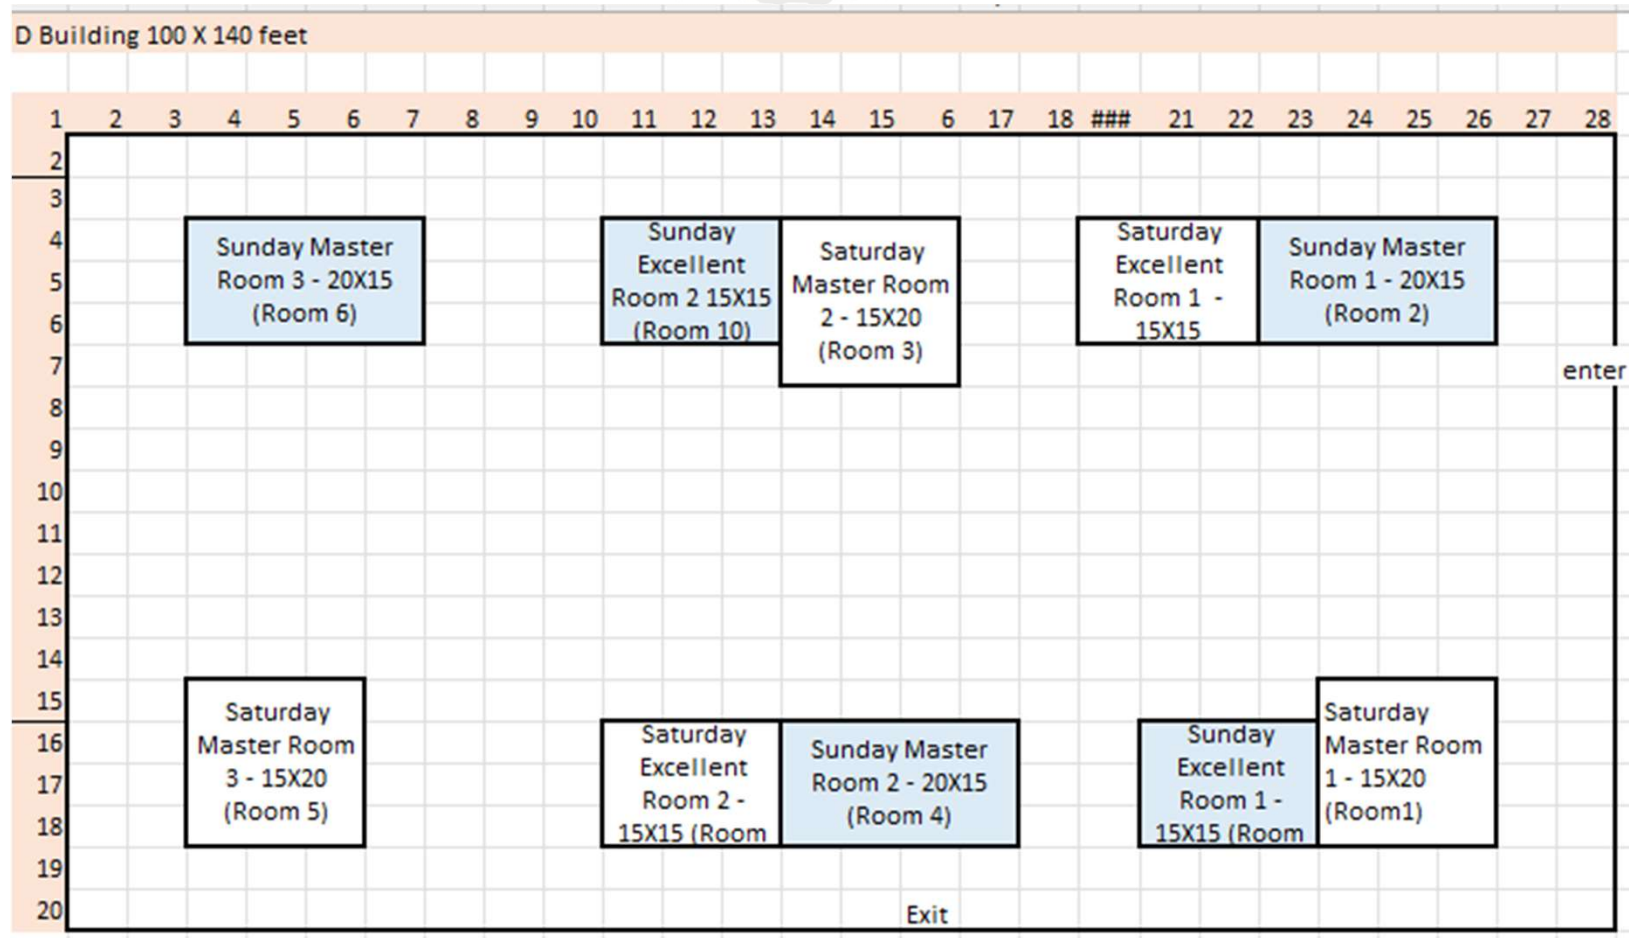 D Building 100 X 140 feet
1 2 3 4 5 6 7 8 9 10 11 12 13 14 15 6 17 18 ### 21 22 23 24 25 26 27 28
2
3
4
5
6
7
8
9
10
11
12
13
14
15
16
17
18
19
20
Sunday Master
Room 3 - 20X15
(Room 6)
Sunday
Excellent
Room 2 15X15
(Room 10)
Saturday
Master Room
2 - 15X20
(Room 3)
Saturday
Excellent
Room 1 -
15X15
Sunday Master
Room 1 - 20X15
(Room 2)
enter
Saturday
Master Room
3 - 15X20
(Room 5)
Saturday
Excellent
Room 2 -
15X15 (Room
Sunday Master
Room 2 - 20X15
(Room 4)
Sunday
Excellent
Room 1 -
15X15 (Room
Saturday
Master Room
1 - 15X20
(Room1)
Exit